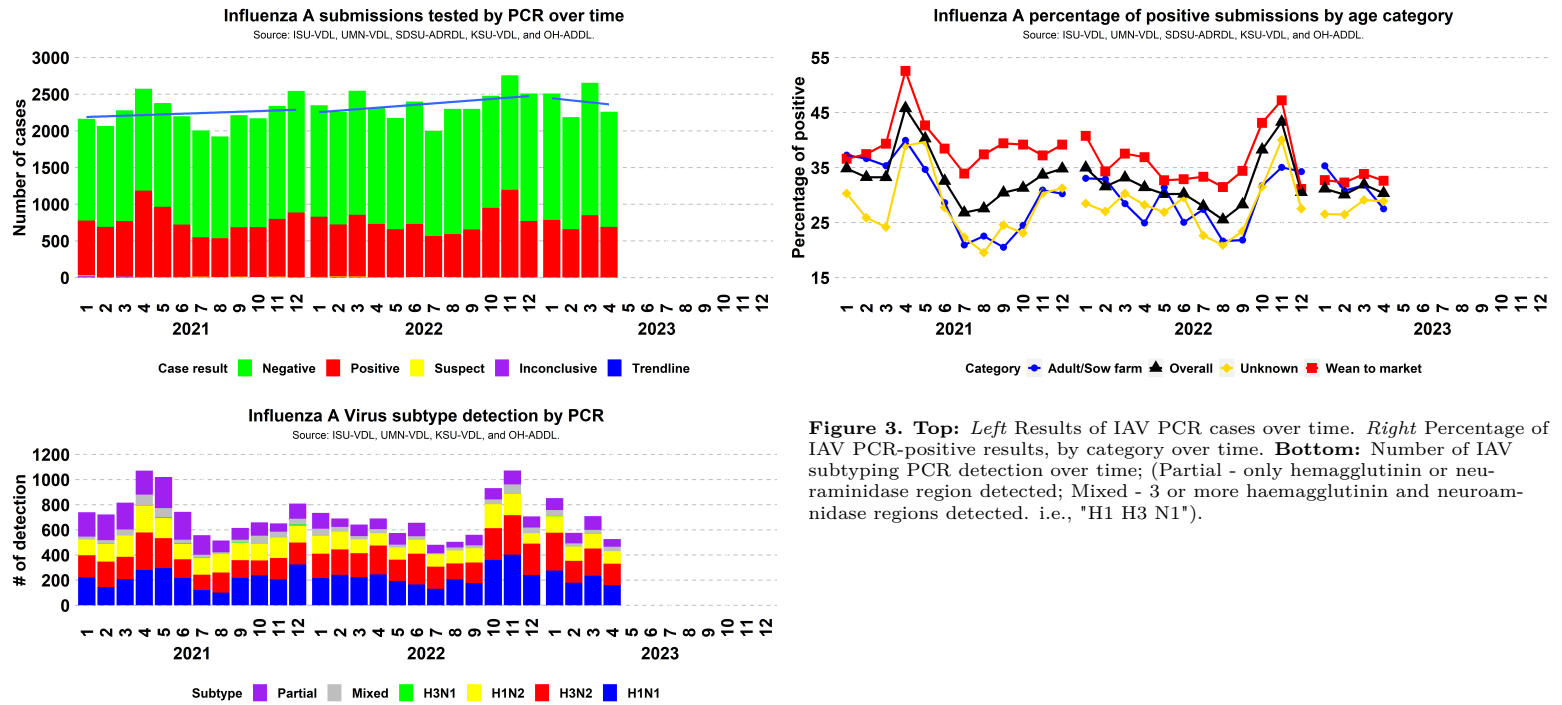 Influenza A submissions tested by PCR over time
Source: ISU-VDL, UMN-VDL, SDSU-ADRDL, KSU-VDL, and OH-ADDL.
Number of cases
3000
2500
2000
1500
1000
500
0
1 2 3 4 5 6 7 8 9 10 11 12 1 2 3 4 5 6 7 8 9 10 11 12 1 2 3 4 5 6 7 8 9 10 11 12
2021 2022 2023
Case result Negative Positive Suspect Inconclusive Trendline
Influenza A percentage of positive submissions by age category
Source: ISU-VDL, UMN-VDL, SDSU-ADRDL, KSU-VDL, and OH-ADDL.
Percentage of positive
55
45
35
25
15
1 2 3 4 5 6 7 8 9 10 11 12 1 2 3 4 5 6 7 8 9 10 11 12 1 2 3 4 5 6 7 8 9 10 11 12
2021 2022 2023
Category Adult/Sow farm Overall Unknown Wean to market
Influenza A Virus subtype detection by PCR
Source: ISU-VDL, UMN-VDL, KSU-VDL, and OH-ADDL.
# of detection
1200
1000
800
600
400
200
0
1 2 3 4 5 6 7 8 9 10 11 12 1 2 3 4 5 6 7 8 9 10 11 12 1 2 3 4 5 6 7 8 9 10 11 12
2021 2022 2023
Subtype Partial Mixed H3N1 H1N2 H3N2 H1N1
Figure 3. Top: Left Results of IAV PCR cases over time. Right Percentage of
IAV PCR-positive results, by category over time. Bottom: Number of IAV
subtyping PCR detection over time; (Partial - only hemagglutinin or neu-
raminidase region detected; Mixed - 3 or more haemagglutinin and neuroam-
nidase regions detected. i.e., "H1 H3 N1").